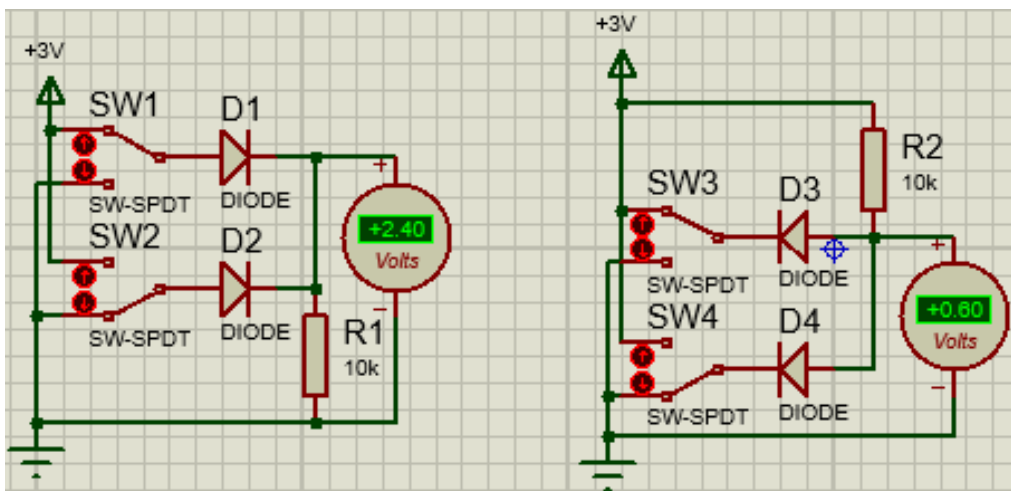 +3V
SW1
D1
+
SW-SPDT
DIODE
+2.40
Volts
SW2
D2
−
SW-SPDT
DIODE
R1
10k
+3V
R2
10k
SW3
D3
+
SW-SPDT
DIODE
+0.60
Volts
SW4
D4
−
SW-SPDT
DIODE